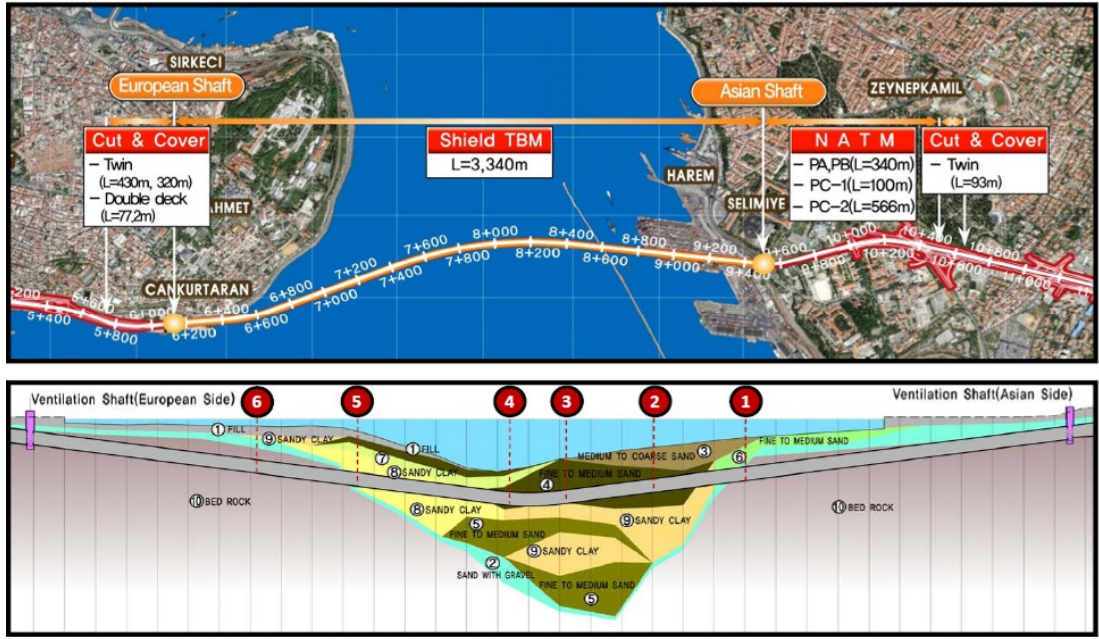 SIRKECI
European Shaft
Asian Shaft
ZEYNEPKAMIL
Cut & Cover
– Twin
(L=430m, 320m)
– Double deck
(L=77,2m)
AHMET
Shield TBM
L=3,340m
HAREM
SELIMIYE
N A T M
– PA,PB(L=340m)
– PC-1(L=100m)
– PC-2(L=566m)
Cut & Cover
– Twin
(L=93m)
CANKURTARAN
5+400
5+800
6+200
6+400
6+600
6+800
7+000
7+200
7+400
7+600
7+800
8+000
8+200
8+400
8+600
8+800
9+000
9+200
9+400
9+800
10+000
10+200
10+400
10+800
11+000
Ventilation Shaft(European Side)
6
5
4
3
2
1
Ventilation Shaft(Asian Side)
① FILL
⑨ SANDY CLAY
① FILL
⑦
⑧ SANDY CLAY
MEDIUM TO COARSE SAND ③
FINE TO MEDIUM SAND
④
FINE TO MEDIUM SAND
⑥
⑩ BED ROCK
⑧ SANDY CLAY
⑤
FINE TO MEDIUM SAND
⑨ SANDY CLAY
⑨ SANDY CLAY
②
SAND WITH GRAVEL
FINE TO MEDIUM SAND
⑤
⑩ BED ROCK